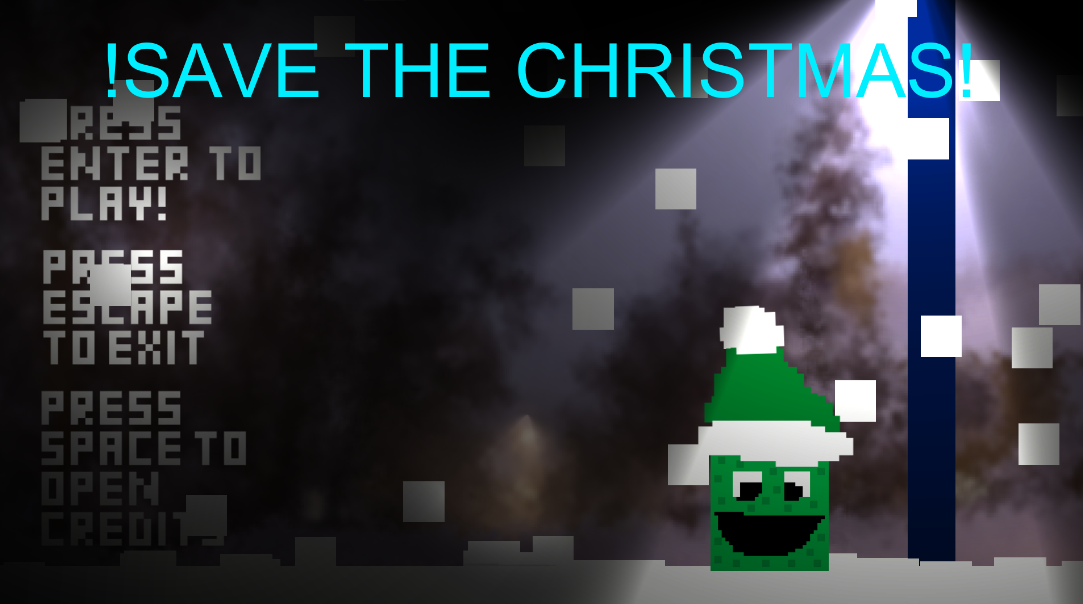 !SAVE THE CHRISTMAS!
PRESS
ENTER TO
PLAY!
PRESS
ESCAPE
TO EXIT
PRESS
SPACE TO
OPEN
CREDITS